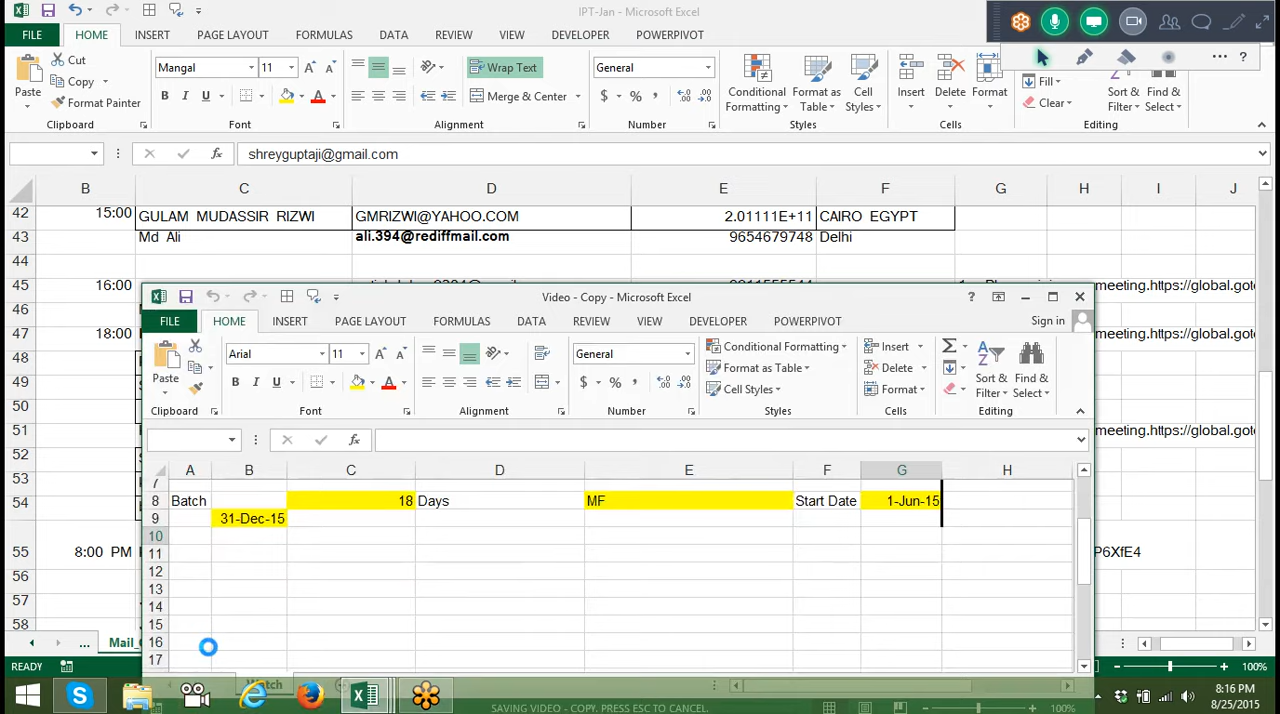 IPT-Jan - Microsoft Excel
FILE HOME INSERT PAGE LAYOUT FORMULAS DATA REVIEW VIEW DEVELOPER POWERPIVOT
Paste Cut Copy Format Painter
Mangal 11
B I U
Wrap Text
Merge & Center
General
$ % ,
Conditional Formatting Format as Table Cell Styles
Insert Delete Format
Fill
Clear
Sort & Filter Find & Select
Clipboard Font Alignment Number Styles Cells Editing
shreyguptaji@gmail.com
B C D E F G H I J
42 15:00 GULAM MUDASSIR RIZWI GMRIZWI@YAHOO.COM 2.01111E+11 CAIRO EGYPT
43 Md Ali ali.394@rediffmail.com 9654679748 Delhi
44
45 16:00 meeting.https://global.goto
46
47 18:00 meeting.https://global.goto
48
49
50
51 meeting.https://global.goto
52
53
54
55 8:00 PM P6XfE4
56
57
58
Video - Copy - Microsoft Excel
FILE HOME INSERT PAGE LAYOUT FORMULAS DATA REVIEW VIEW DEVELOPER POWERPIVOT Sign in
Paste
Arial 11
B I U
General
$ % ,
Conditional Formatting
Format as Table
Cell Styles
Insert
Delete
Format
Sort & Filter Find & Select
Clipboard Font Alignment Number Styles Cells Editing
A B C D E F G H
7
8 Batch 18 Days MF Start Date 1-Jun-15
9 31-Dec-15
10
11
12
13
14
15
16
17
... Mail_
READY 100%
SAVING VIDEO - COPY. PRESS ESC TO CANCEL. 100%
8:16 PM
8/25/2015